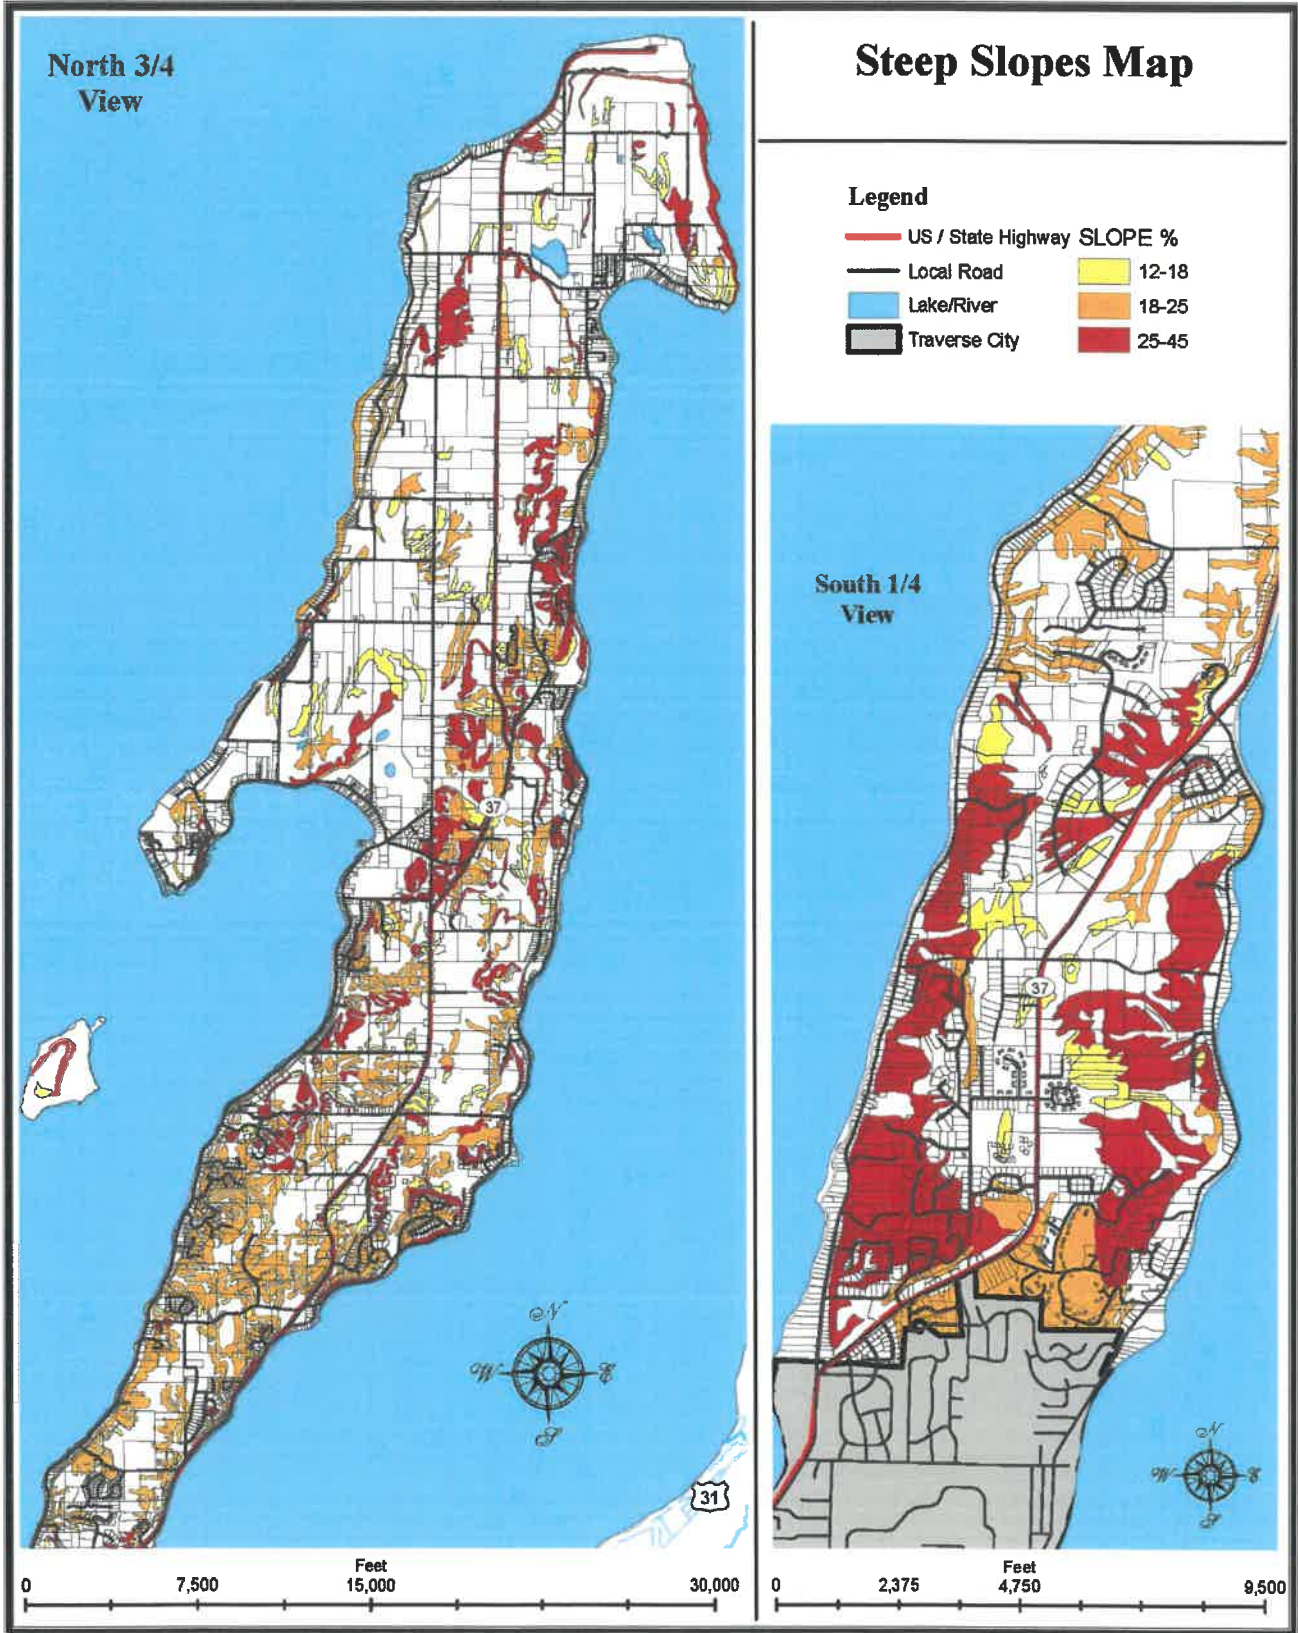 North 3/4
View
Steep Slopes Map
Legend
US / State Highway
SLOPE %
Local Road
12-18
Lake/River
18-25
Traverse City
25-45
South 1/4
View
37
37
N
W
E
S
31
N
W
E
S
Feet
0
7,500
15,000
30,000
Feet
0
2,375
4,750
9,500